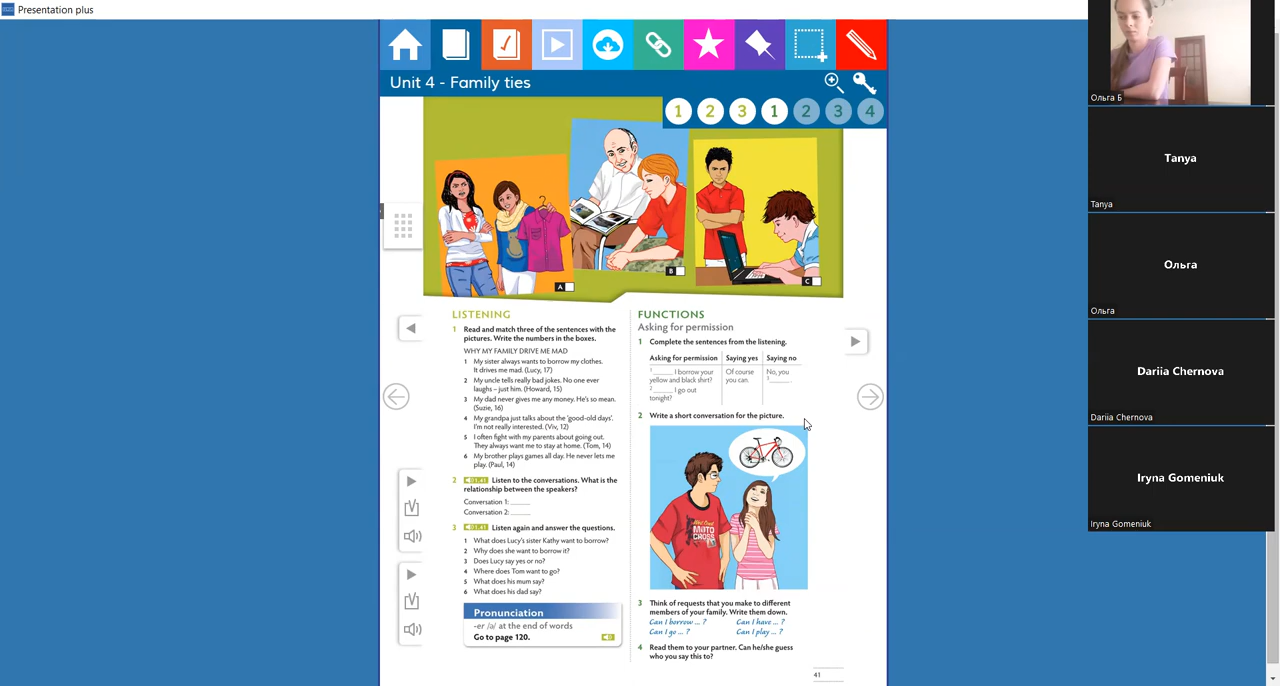 Presentation plus
Unit 4 - Family ties
1 2 3 1 2 3 4
A
B
C
LISTENING
1 Read and match three of the sentences with the
pictures. Write the numbers in the boxes.
WHY MY FAMILY DRIVE ME MAD
1 My sister always wants to borrow my clothes.
It drives me mad. (Lucy, 17)
2 My uncle tells really bad jokes. No one ever
laughs – just him. (Howard, 15)
3 My dad never gives me any money. He's so mean.
(Suzie, 16)
4 My grandpa just talks about the 'good-old days'.
I'm not really interested. (Viv, 12)
5 I often fight with my parents about going out.
They always want me to stay at home. (Tom, 14)
6 My brother plays games all day. He never lets me
play. (Paul, 14)
2 1.41 Listen to the conversations. What is the
relationship between the speakers?
Conversation 1: ______
Conversation 2: ______
3 1.41 Listen again and answer the questions.
1 What does Lucy's sister Kathy want to borrow?
2 Why does she want to borrow it?
3 Does Lucy say yes or no?
4 Where does Tom want to go?
5 What does his mum say?
6 What does his dad say?
Pronunciation
-er /ə/ at the end of words
Go to page 120.
FUNCTIONS
Asking for permission
1 Complete the sentences from the listening.
Asking for permission Saying yes Saying no
1 ______ I borrow your
yellow and black shirt?
2 ______ I go out
tonight?
Of course
you can.
No, you
3 ______ .
2 Write a short conversation for the picture.
MOTO
CROSS
3 Think of requests that you make to different
members of your family. Write them down.
Can I borrow ... ? Can I have ... ?
Can I go ... ? Can I play ... ?
4 Read them to your partner. Can he/she guess
who you say this to?
41
Ольга Б
Tanya
Tanya
Ольга
Ольга
Dariia Chernova
Dariia Chernova
Iryna Gomeniuk
Iryna Gomeniuk